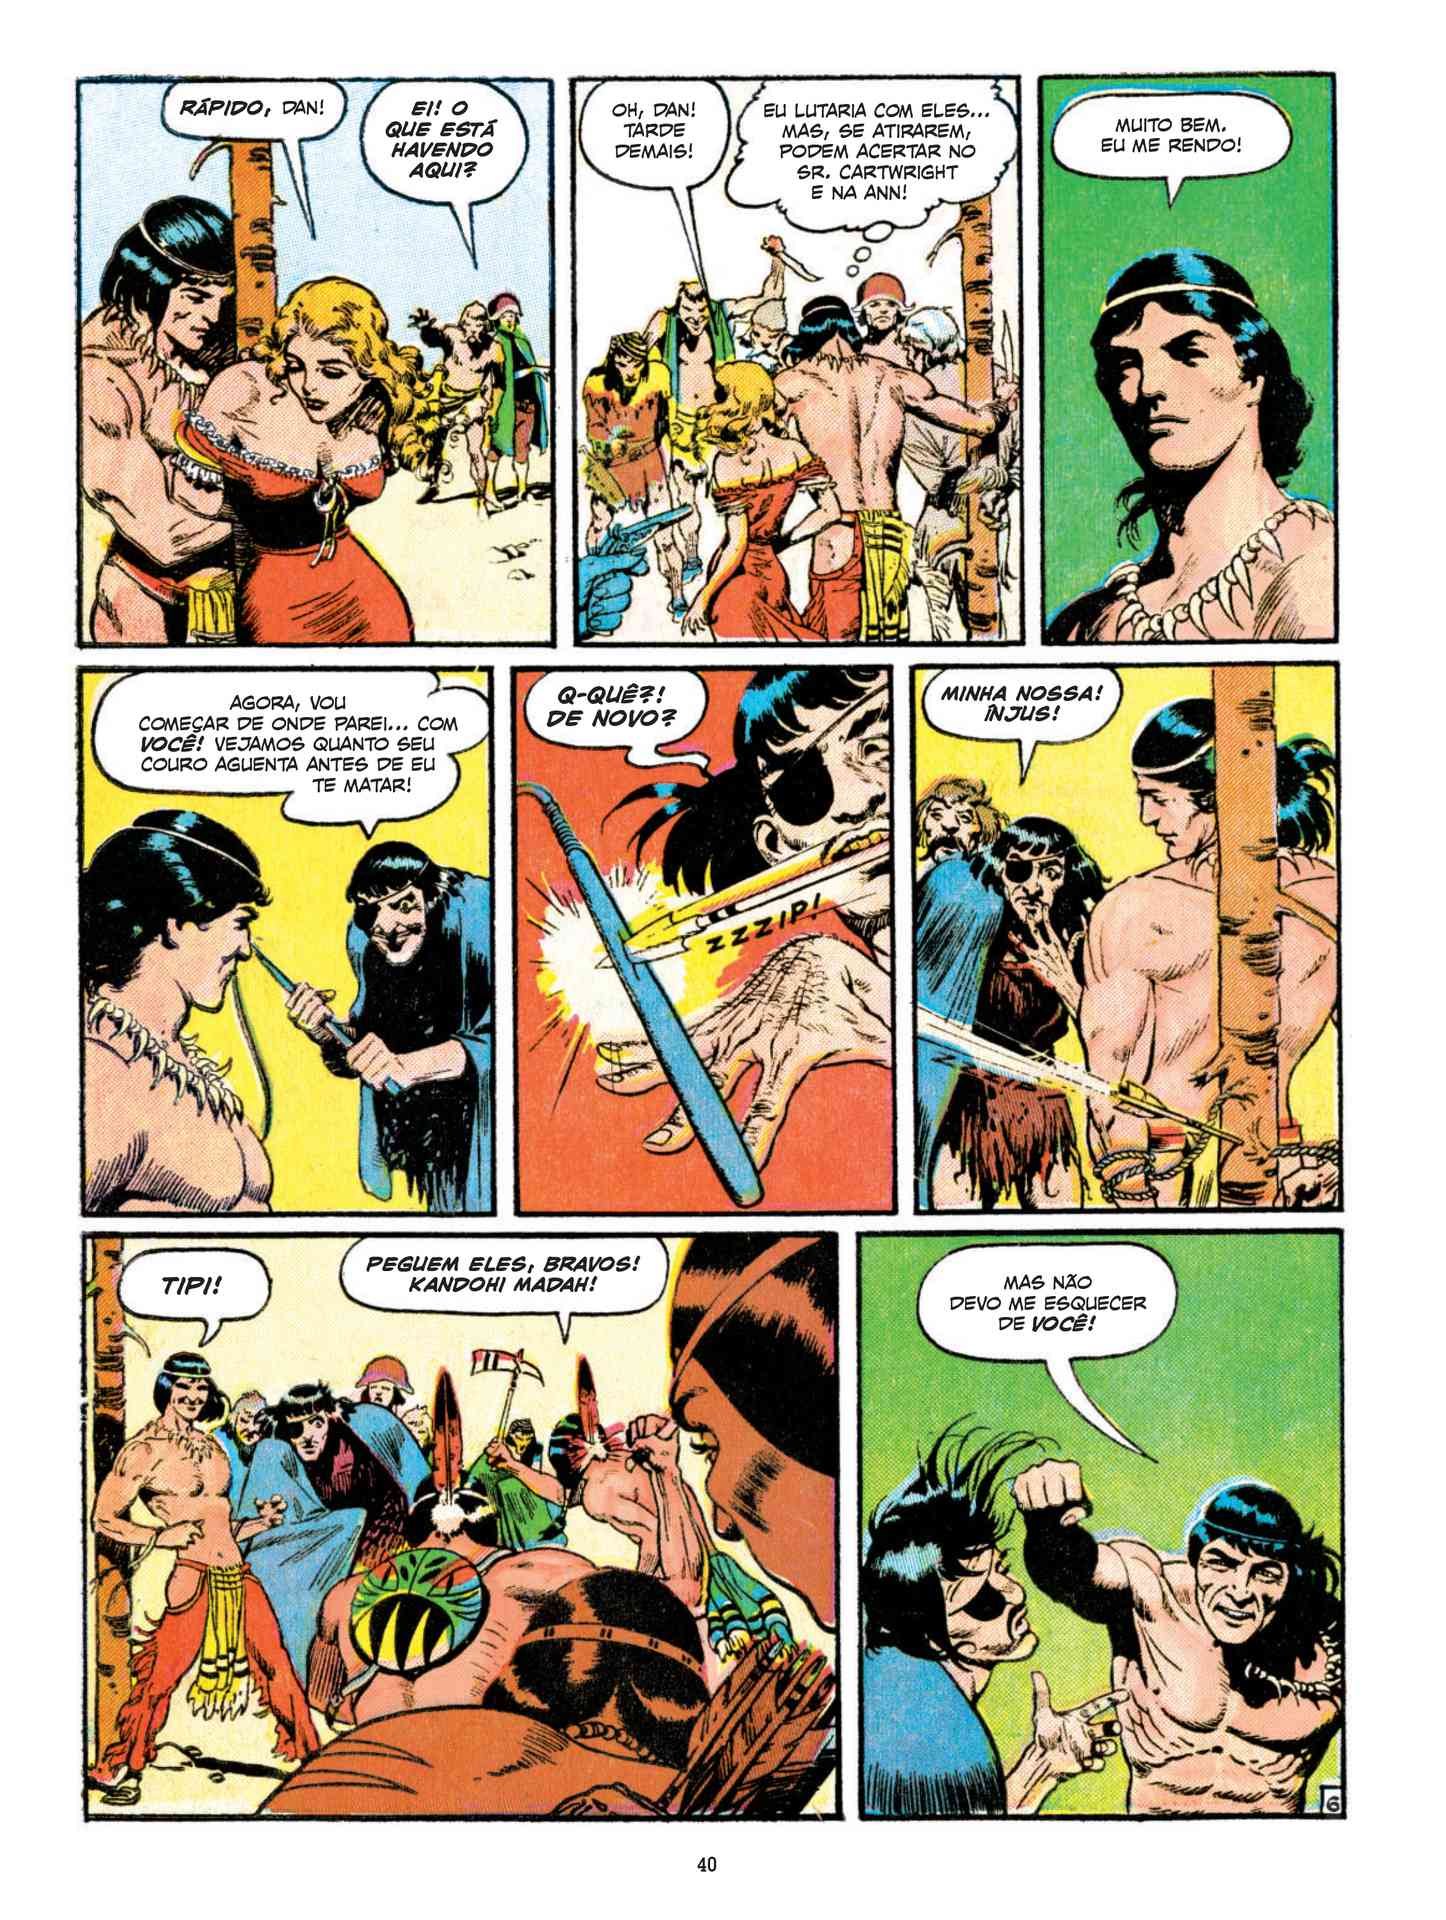 RÁPIDO, DAN!
EI! O
QUE ESTÁ
HAVENDO
AQUI?
OH, DAN!
TARDE
DEMAIS!
EU LUTARIA COM ELES...
MAS, SE ATIRAREM,
PODEM ACERTAR NO
SR. CARTWRIGHT
E NA ANN!
MUITO BEM.
EU ME RENDO!
AGORA, VOU
COMEÇAR DE ONDE PAREI... COM
VOCÊ! VEJAMOS QUANTO SEU
COURO AGUENTA ANTES DE EU
TE MATAR!
Q-QUÊ?!
DE NOVO?
ZZZIP!
MINHA NOSSA!
ÍNJUS!
TIPI!
PEGUEM ELES, BRAVOS!
KANDOHI MADAH!
MAS NÃO
DEVO ME ESQUECER
DE VOCÊ!
6
40